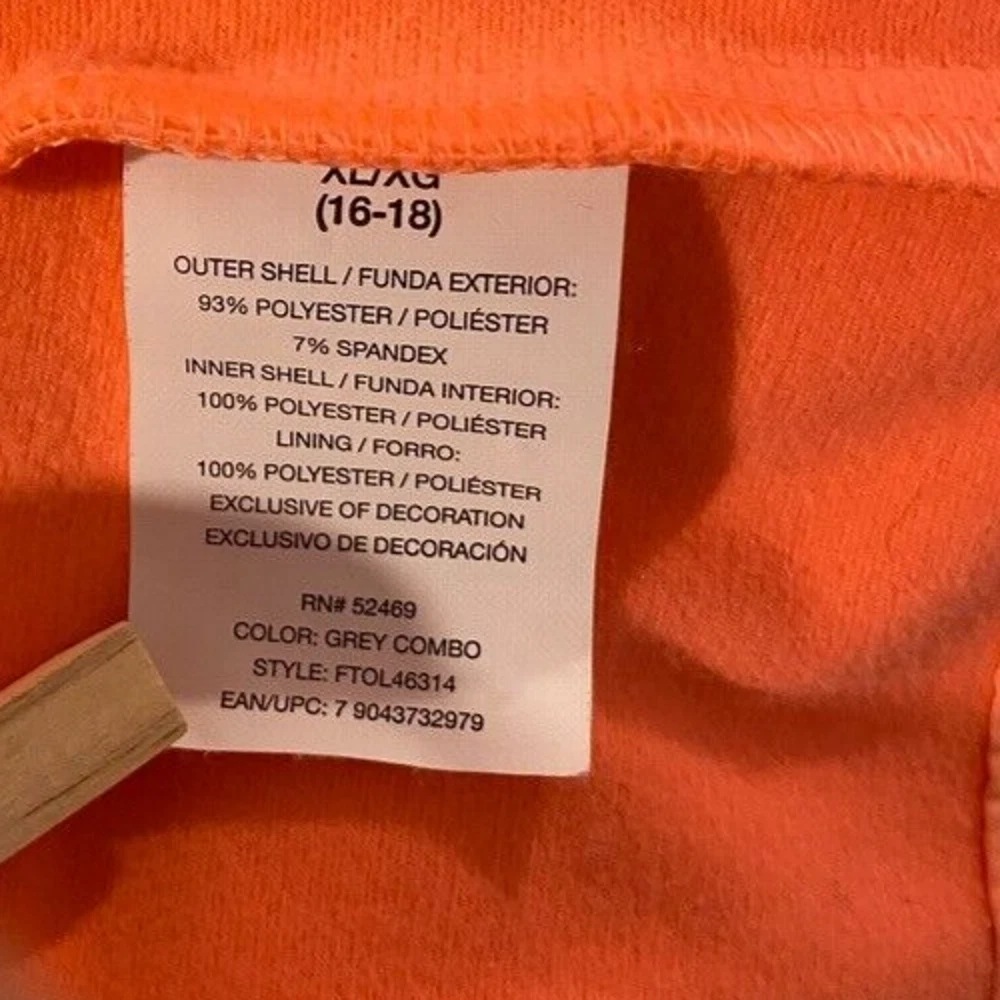 XL/XG
(16-18)
OUTER SHELL / FUNDA EXTERIOR:
93% POLYESTER / POLIÉSTER
7% SPANDEX
INNER SHELL / FUNDA INTERIOR:
100% POLYESTER / POLIÉSTER
LINING / FORRO:
100% POLYESTER / POLIÉSTER
EXCLUSIVE OF DECORATION
EXCLUSIVO DE DECORACIÓN
RN# 52469
COLOR: GREY COMBO
STYLE: FTOL46314
EAN/UPC: 7 9043732979